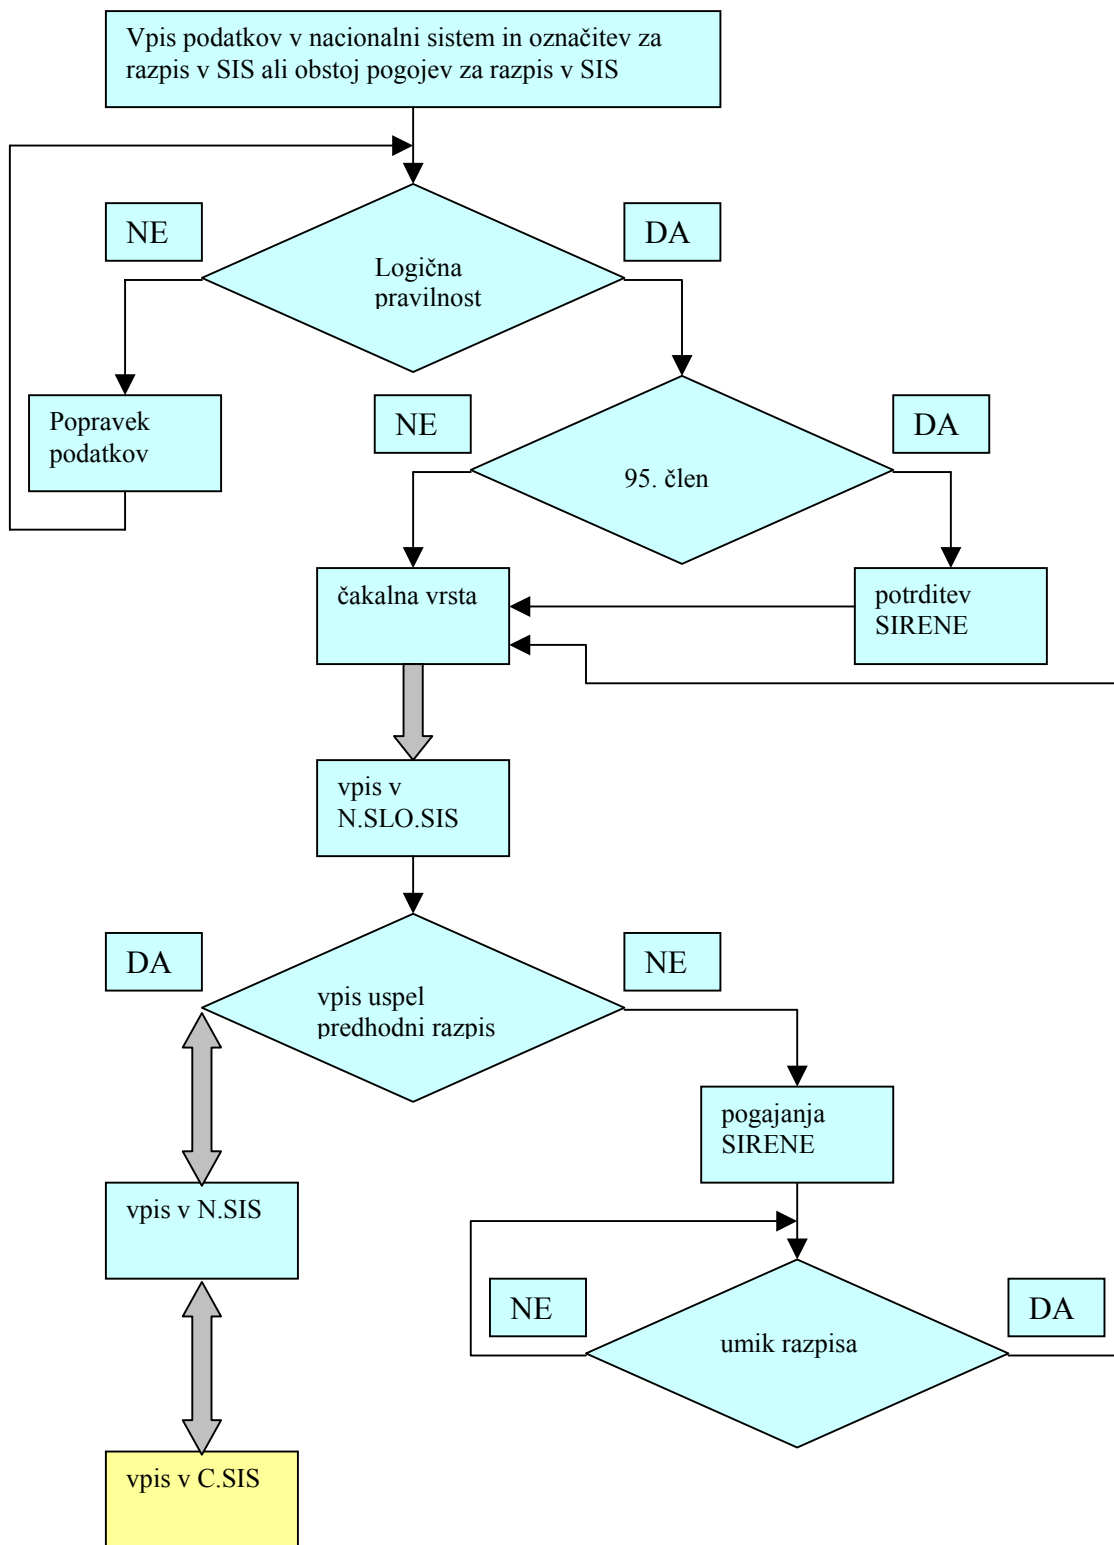 Vpis podatkov v nacionalni sistem in označitev za
razpis v SIS ali obstoj pogojev za razpis v SIS
NE
DA
Logična
pravilnost
Popravek
podatkov
NE
DA
95. člen
čakalna vrsta
potrditev
SIRENE
vpis v
N.SLO.SIS
DA
NE
vpis uspel
predhodni razpis
pogajanja
SIRENE
vpis v N.SIS
NE
DA
umik razpisa
vpis v C.SIS